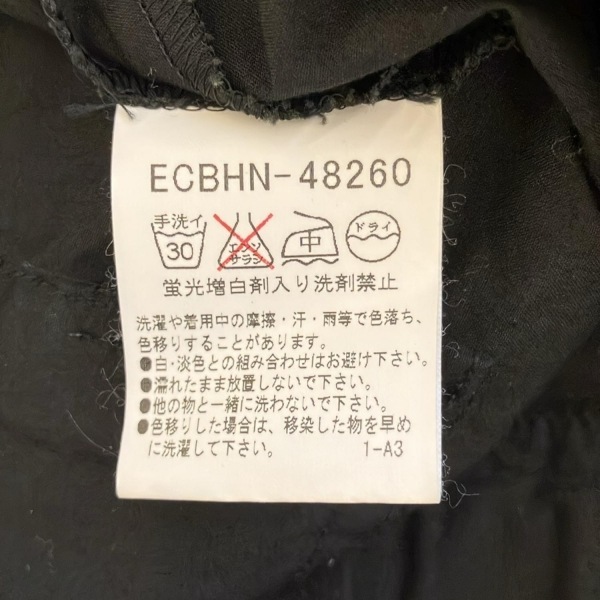 ECBHN-48260
手洗イ
30
エンソ
サラシ
中
ドライ
蛍光増白剤入り洗剤禁止
洗濯や着用中の摩擦・汗・雨等で色落ち、
色移りすることがあります。
●白・淡色との組み合わせはお避け下さい。
●濡れたまま放置しないで下さい。
●他の物と一緒に洗わないで下さい。
●色移りした場合は、移染した物を早め
に洗濯して下さい。
1-A3